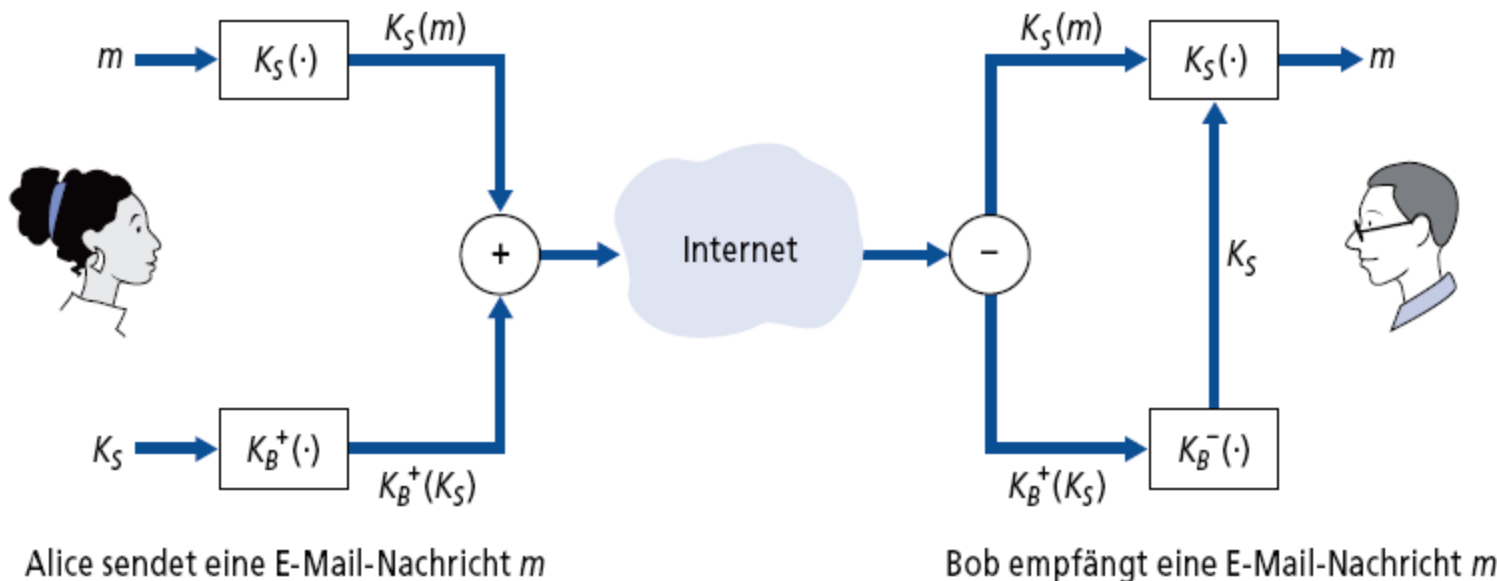 m
K_S(·)
K_S(m)
K_S(m)
K_S(·)
m
+
Internet
−
K_S
K_S
K_B^+(·)
K_B^+(K_S)
K_B^+(K_S)
K_B^−(·)
Alice sendet eine E-Mail-Nachricht m
Bob empfängt eine E-Mail-Nachricht m